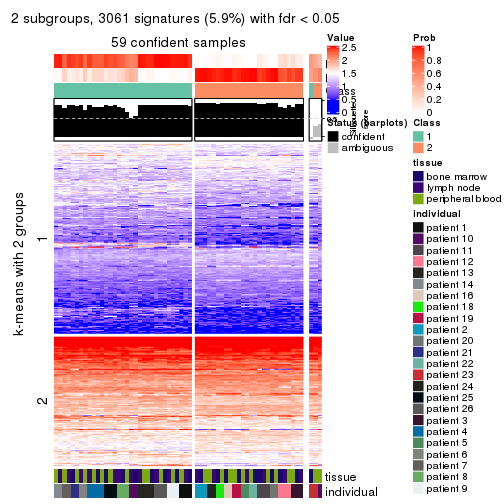 2 subgroups, 3061 signatures (5.9%) with fdr < 0.05
59 confident samples
k-means with 2 groups
1
2
Value
2.5
2
1.5
1
0.5
0
Prob
1
0.8
0.6
0.4
0.2
0
Status (barplots)
confident
ambiguous
Class
1
2
tissue
bone marrow
lymph node
peripheral blood
individual
patient 1
patient 10
patient 11
patient 12
patient 13
patient 14
patient 16
patient 18
patient 19
patient 2
patient 20
patient 21
patient 22
patient 23
patient 24
patient 25
patient 26
patient 3
patient 4
patient 5
patient 6
patient 7
patient 8
patient 9
tissue
individual